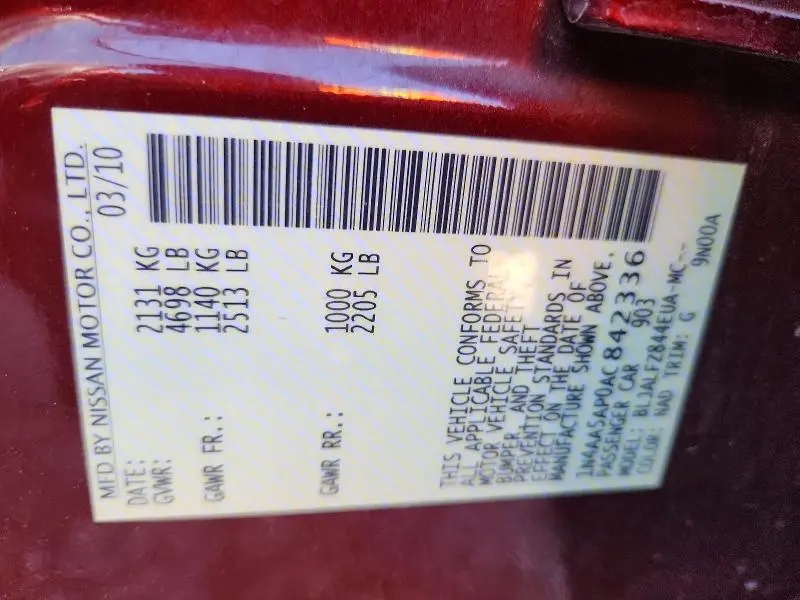 MFD BY NISSAN MOTOR CO., LTD.
DATE: 03/10
GVWR: 2131 KG
4698 LB
GAWR FR.: 1140 KG
2513 LB
GAWR RR.: 1000 KG
2205 LB
THIS VEHICLE CONFORMS TO
ALL APPLICABLE FEDERAL
MOTOR VEHICLE SAFETY,
BUMPER, AND THEFT
PREVENTION STANDARDS IN
EFFECT ON THE DATE OF
MANUFACTURE SHOWN ABOVE.
1N4AA5AP0AC842336
PASSENGER CAR 903
MODEL: BLJALFZ844EUA-MC--
COLOR: NAD TRIM: G 9N00A